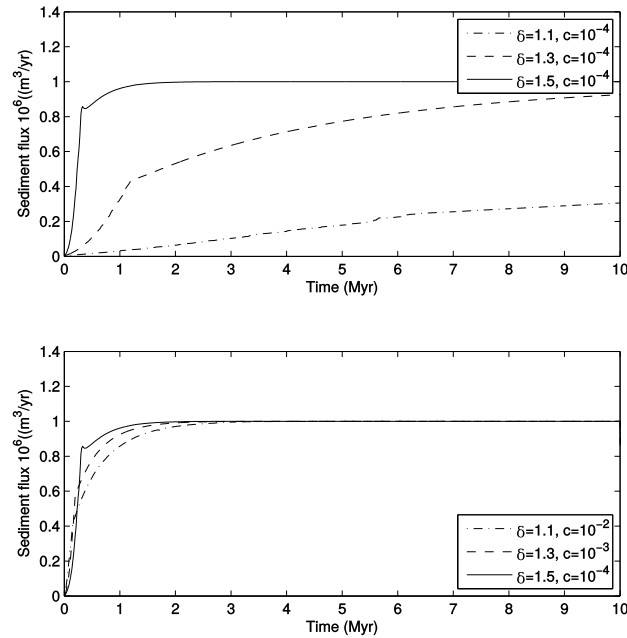 1.4
1.2
1
0.8
0.6
0.4
0.2
0
0 1 2 3 4 5 6 7 8 9 10
Time (Myr)
Sediment flux 10⁶((m³/yr)
δ=1.1, c=10⁻⁴
δ=1.3, c=10⁻⁴
δ=1.5, c=10⁻⁴
1.4
1.2
1
0.8
0.6
0.4
0.2
0
0 1 2 3 4 5 6 7 8 9 10
Time (Myr)
Sediment flux 10⁶((m³/yr)
δ=1.1, c=10⁻²
δ=1.3, c=10⁻³
δ=1.5, c=10⁻⁴